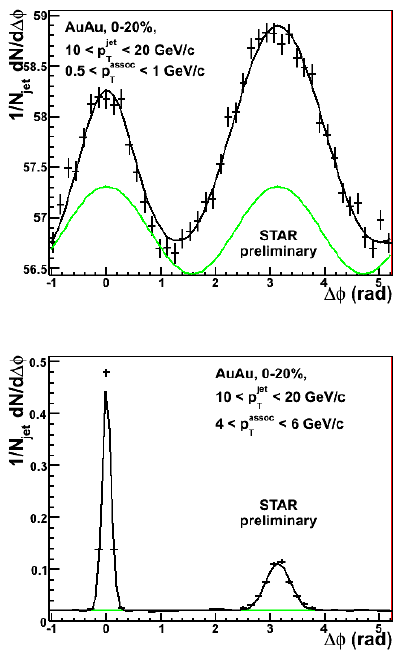 59
58.5
58
57.5
57
56.5
1/N_jet dN/dΔϕ
AuAu, 0-20%,
10 < p_T^jet < 20 GeV/c
0.5 < p_T^assoc < 1 GeV/c
STAR
preliminary
-1 0 1 2 3 4 5
Δϕ (rad)
0.5
0.4
0.3
0.2
0.1
0
1/N_jet dN/dΔϕ
AuAu, 0-20%,
10 < p_T^jet < 20 GeV/c
4 < p_T^assoc < 6 GeV/c
STAR
preliminary
-1 0 1 2 3 4 5
Δϕ (rad)